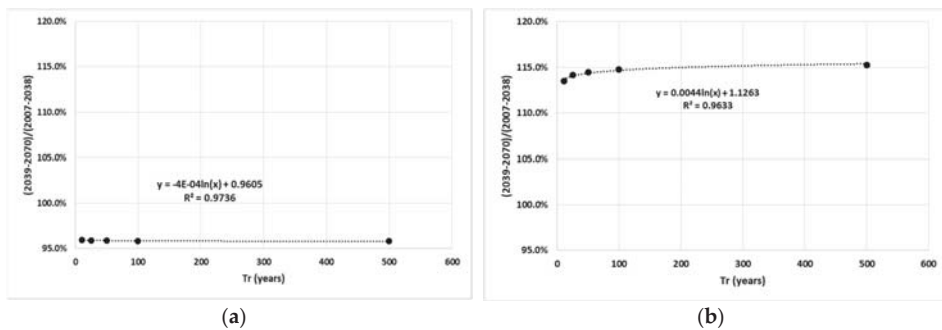 120.0%
115.0%
110.0%
105.0%
100.0%
95.0%
(2039-2070)/(2007-2038)
y = -4E-04ln(x) + 0.9605
R² = 0.9736
0 100 200 300 400 500 600
Tr (years)
(a)
120.0%
115.0%
110.0%
105.0%
100.0%
95.0%
(2039-2070)/(2007-2038)
y = 0.0044ln(x) + 1.1263
R² = 0.9633
0 100 200 300 400 500 600
Tr (years)
(b)